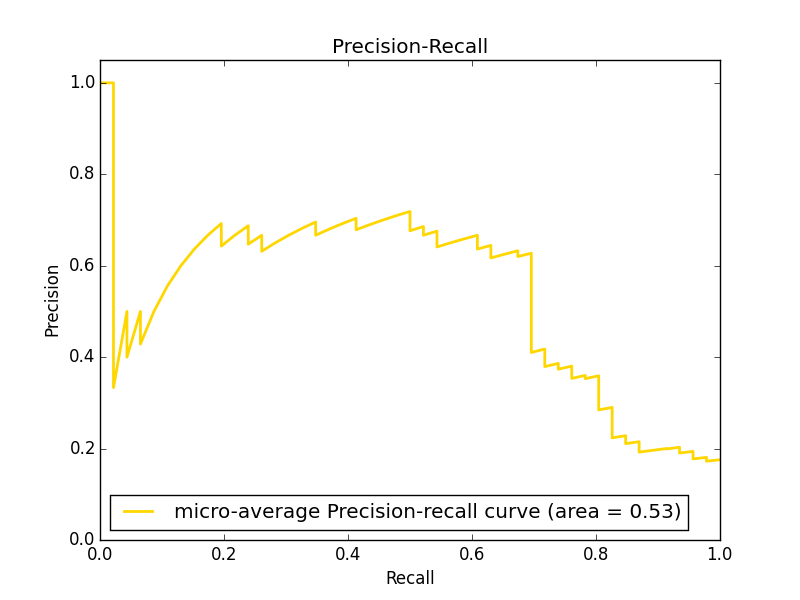 Precision-Recall
1.0
0.8
0.6
0.4
0.2
0.0
Precision
micro-average Precision-recall curve (area = 0.53)
0.0 0.2 0.4 0.6 0.8 1.0
Recall